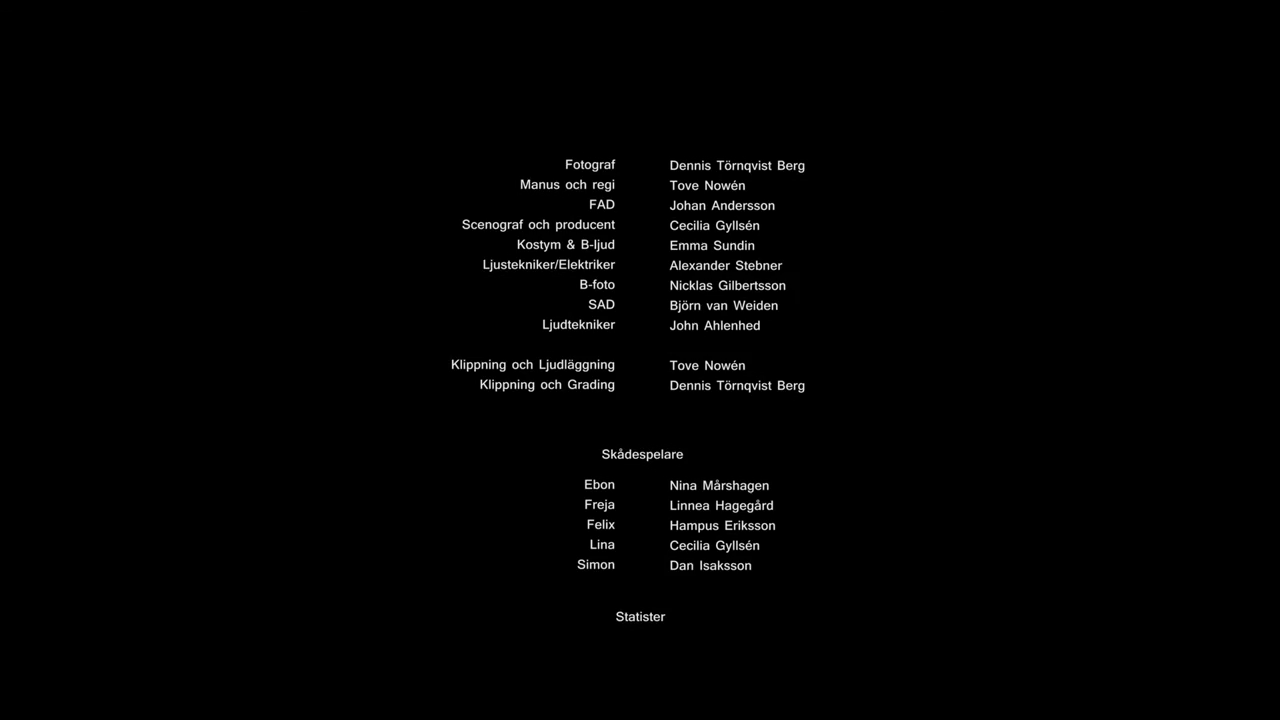 Fotograf Dennis Törnqvist Berg
Manus och regi Tove Nowén
FAD Johan Andersson
Scenograf och producent Cecilia Gyllsén
Kostym & B-ljud Emma Sundin
Ljustekniker/Elektriker Alexander Stebner
B-foto Nicklas Gilbertsson
SAD Björn van Weiden
Ljudtekniker John Ahlenhed
Klippning och Ljudläggning Tove Nowén
Klippning och Grading Dennis Törnqvist Berg
Skådespelare
Ebon Nina Mårshagen
Freja Linnea Hagegård
Felix Hampus Eriksson
Lina Cecilia Gyllsén
Simon Dan Isaksson
Statister